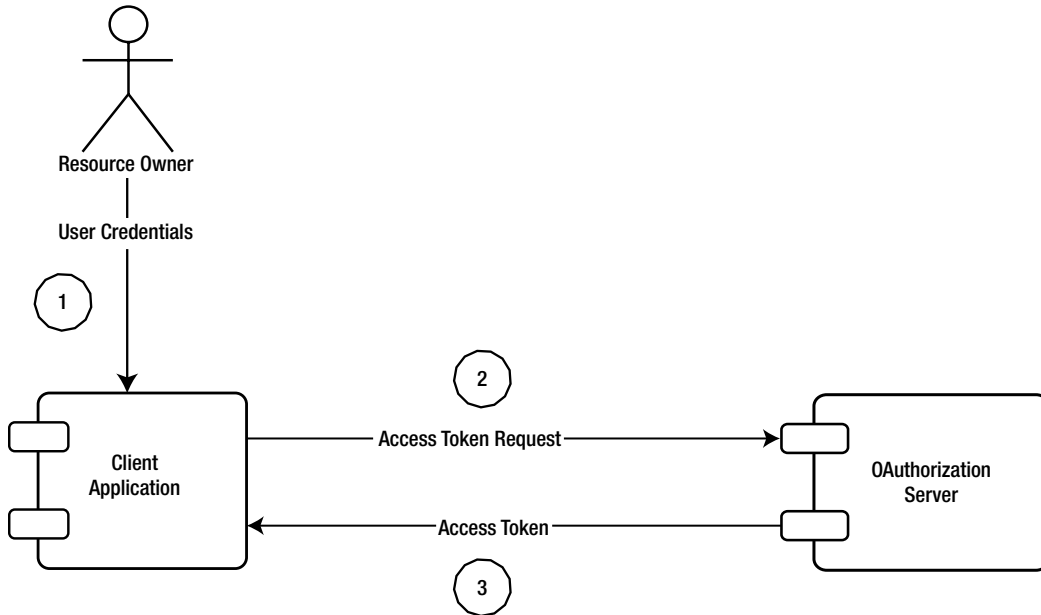 Resource Owner
User Credentials
1
2
Access Token Request
Client
Application
OAuthorization
Server
Access Token
3